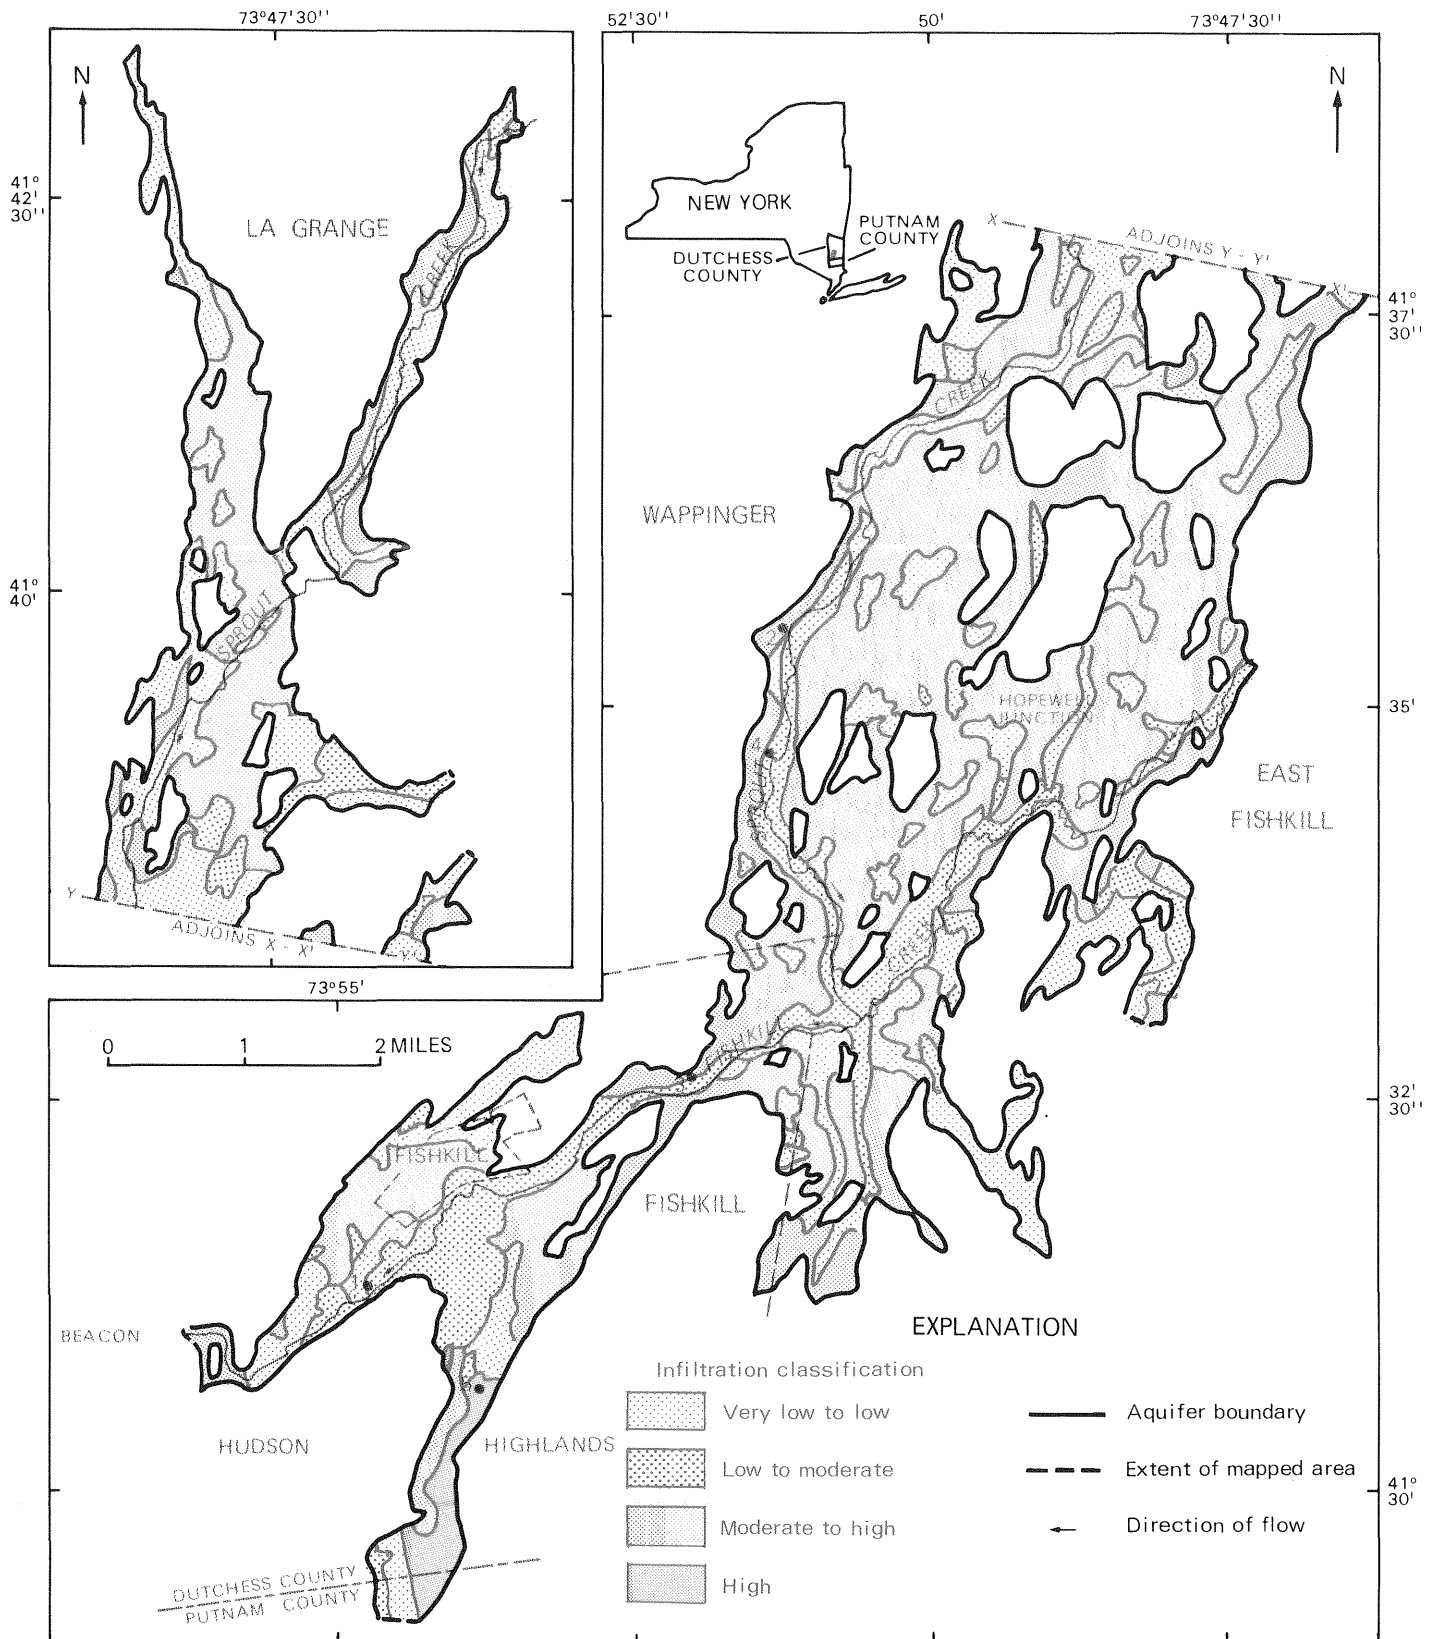 73°47'30''
52'30''
50'
73°47'30''
N
N
41°
42'
30''
LA GRANGE
CREEK
NEW YORK
PUTNAM
COUNTY
DUTCHESS
COUNTY
X
ADJOINS Y - Y'
X'
41°
37'
30''
CREEK
WAPPINGER
41°
40'
SPROUT
2
HOPEWELL
JUNCTION
35'
4
SPROUT
EAST
FISHKILL
Y
ADJOINS X - X'
Y'
CREEK
73°55'
0 1 2 MILES
FISHKILL
32'
30''
FISHKILL
FISHKILL
1
BEACON
EXPLANATION
Infiltration classification
Very low to low
Low to moderate
Moderate to high
High
Aquifer boundary
Extent of mapped area
Direction of flow
HUDSON HIGHLANDS
41°
30'
DUTCHESS COUNTY
PUTNAM COUNTY